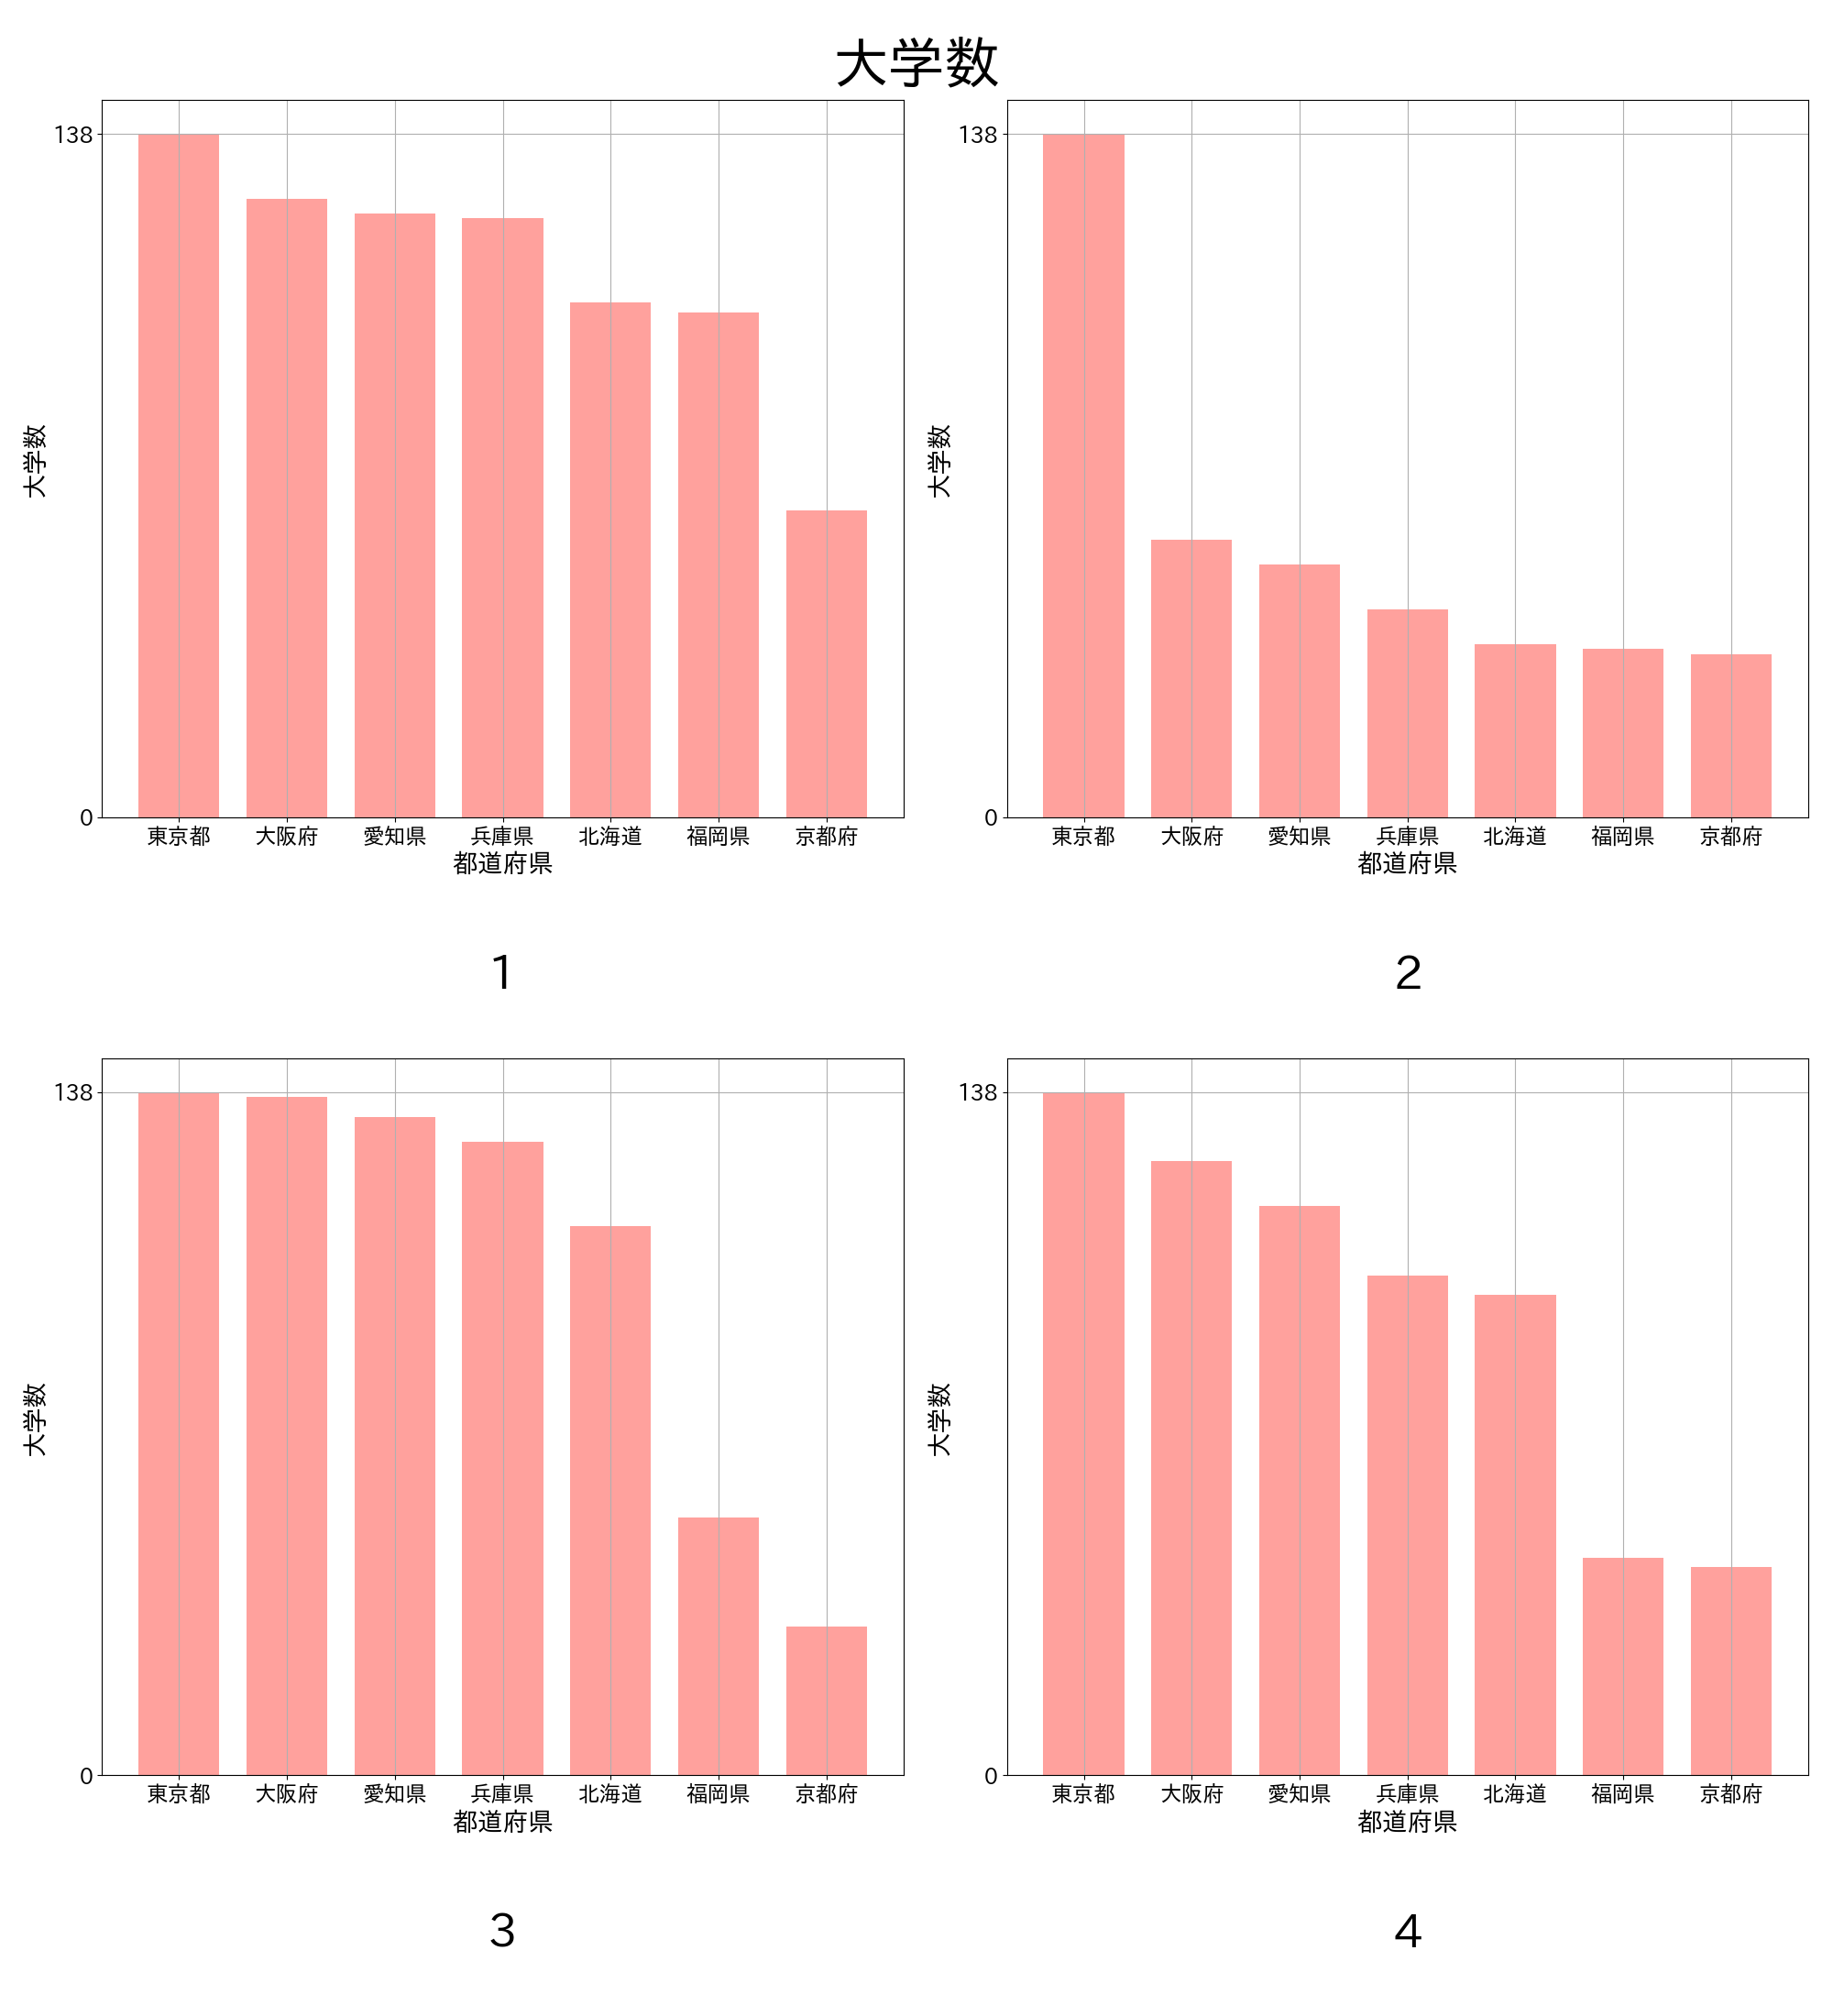 大学数
138
0
大学数
東京都 大阪府 愛知県 兵庫県 北海道 福岡県 京都府
都道府県
1
138
0
大学数
東京都 大阪府 愛知県 兵庫県 北海道 福岡県 京都府
都道府県
2
138
0
大学数
東京都 大阪府 愛知県 兵庫県 北海道 福岡県 京都府
都道府県
3
138
0
大学数
東京都 大阪府 愛知県 兵庫県 北海道 福岡県 京都府
都道府県
4